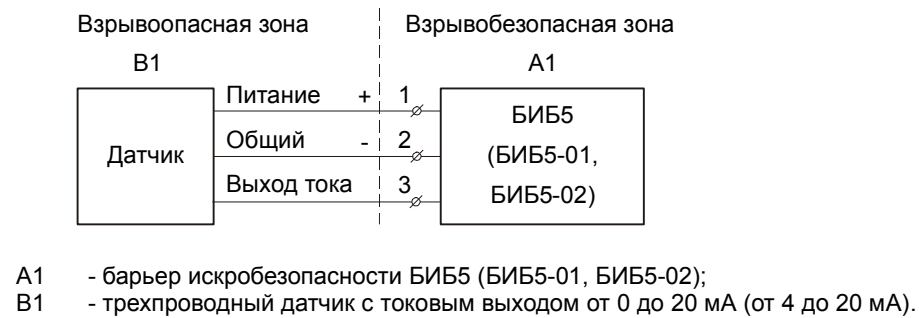 Взрывоопасная зона
Взрывобезопасная зона
B1
A1
Питание + 1
Общий - 2
Выход тока 3
Датчик
БИБ5
(БИБ5-01,
БИБ5-02)
A1 - барьер искробезопасности БИБ5 (БИБ5-01, БИБ5-02);
B1 - трехпроводный датчик с токовым выходом от 0 до 20 мА (от 4 до 20 мА).